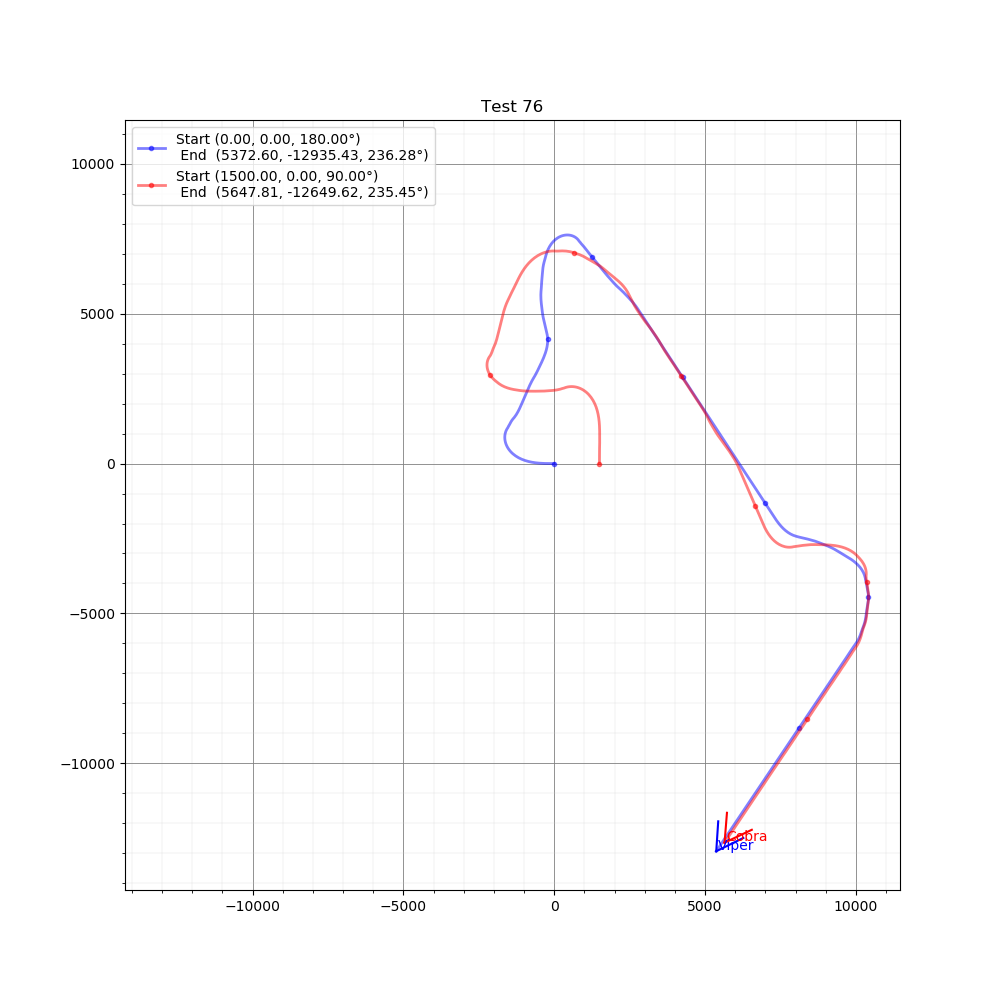 Test 76
Start (0.00, 0.00, 180.00°)
End  (5372.60, -12935.43, 236.28°)
Start (1500.00, 0.00, 90.00°)
End  (5647.81, -12649.62, 235.45°)
10000
5000
0
−5000
−10000
Cobra
Viper
−10000
−5000
0
5000
10000